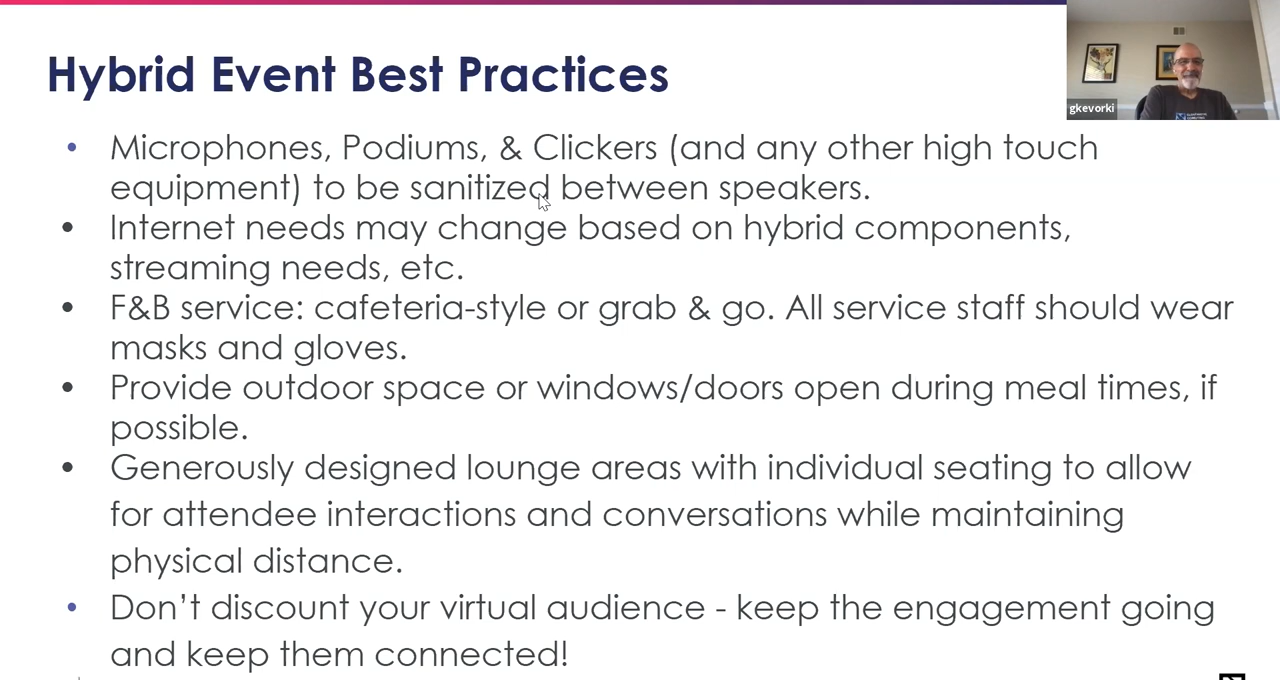 Hybrid Event Best Practices
gkevorki
• Microphones, Podiums, & Clickers (and any other high touch
equipment) to be sanitized between speakers.
• Internet needs may change based on hybrid components,
streaming needs, etc.
• F&B service: cafeteria-style or grab & go. All service staff should wear
masks and gloves.
• Provide outdoor space or windows/doors open during meal times, if
possible.
• Generously designed lounge areas with individual seating to allow
for attendee interactions and conversations while maintaining
physical distance.
• Don’t discount your virtual audience - keep the engagement going
and keep them connected!